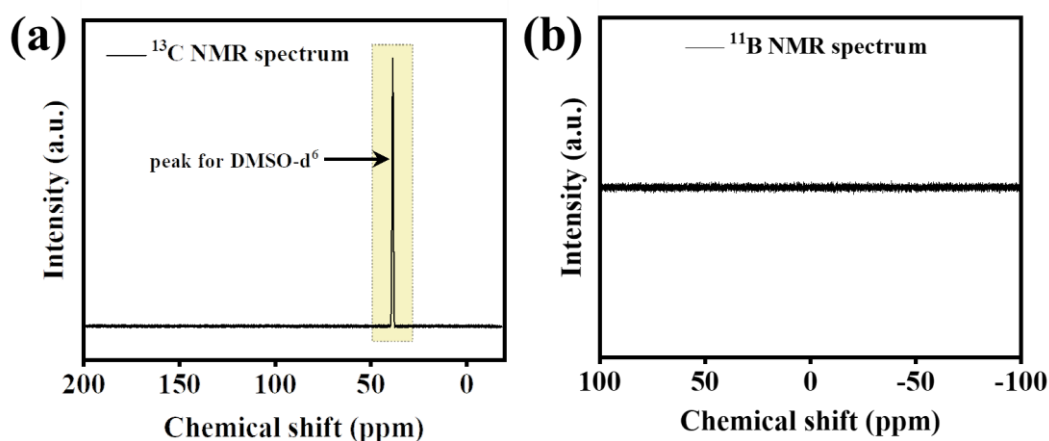 (a)
¹³C NMR spectrum
peak for DMSO-d⁶
Intensity (a.u.)
200 150 100 50 0
Chemical shift (ppm)
(b)
¹¹B NMR spectrum
Intensity (a.u.)
100 50 0 -50 -100
Chemical shift (ppm)